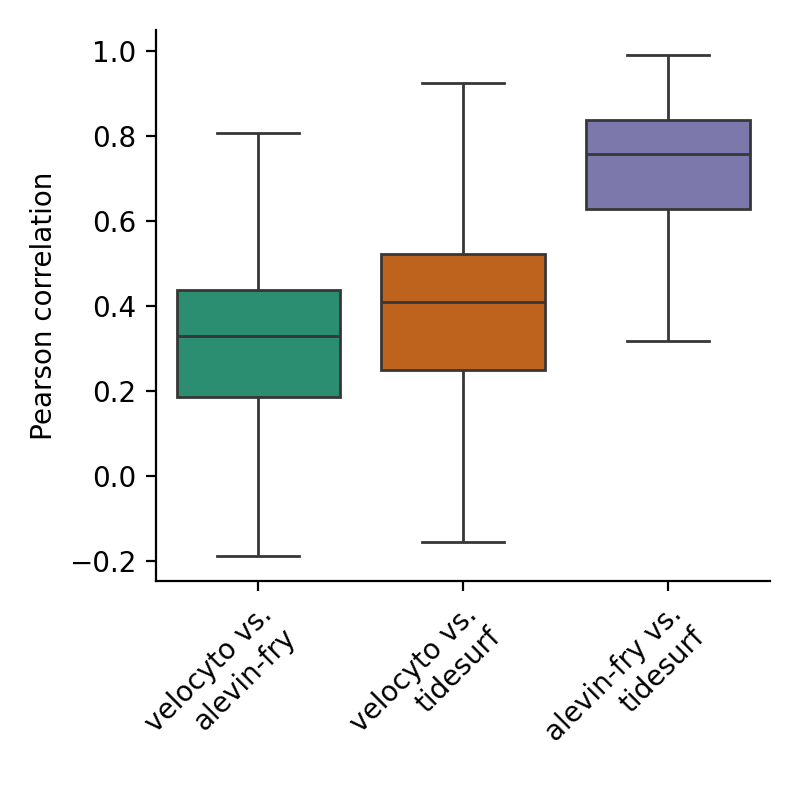 1.0
0.8
0.6
0.4
0.2
0.0
−0.2
Pearson correlation
velocyto vs.
alevin-fry
velocyto vs.
tidesurf
alevin-fry vs.
tidesurf